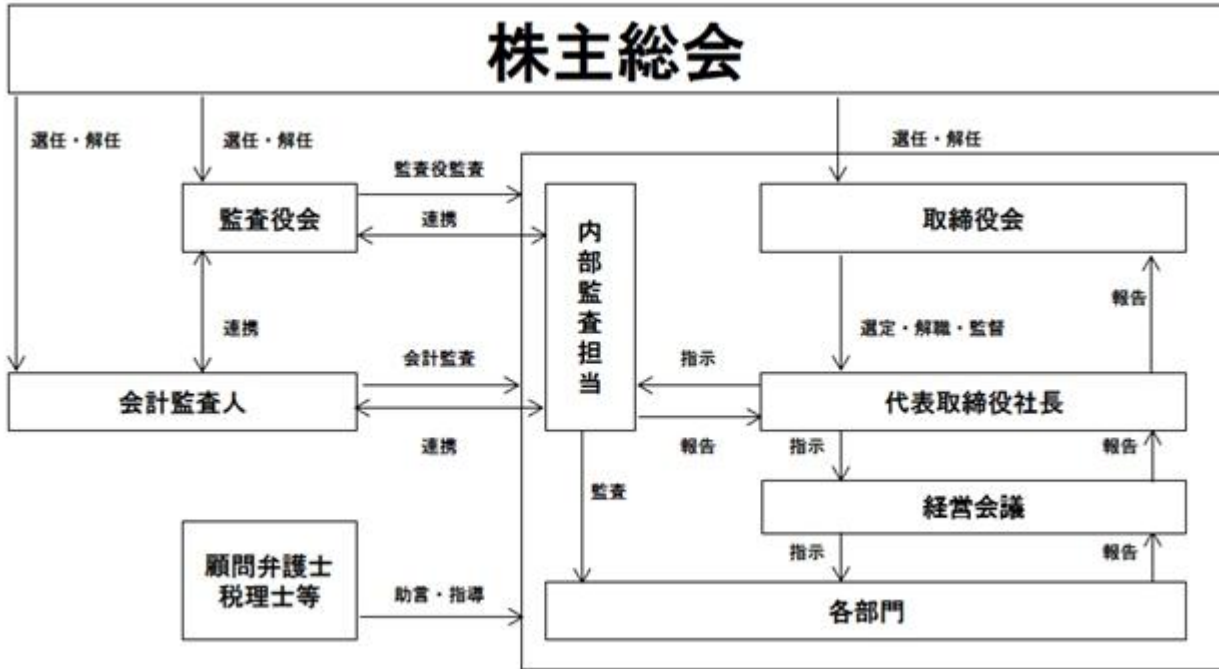 株主総会
選任・解任
選任・解任
選任・解任
監査役監査
監査役会
連携
内部監査担当
取締役会
連携
選定・解職・監督
報告
会計監査
指示
会計監査人
代表取締役社長
連携
報告
指示
報告
監査
経営会議
顧問弁護士
税理士等
指示
報告
助言・指導
各部門